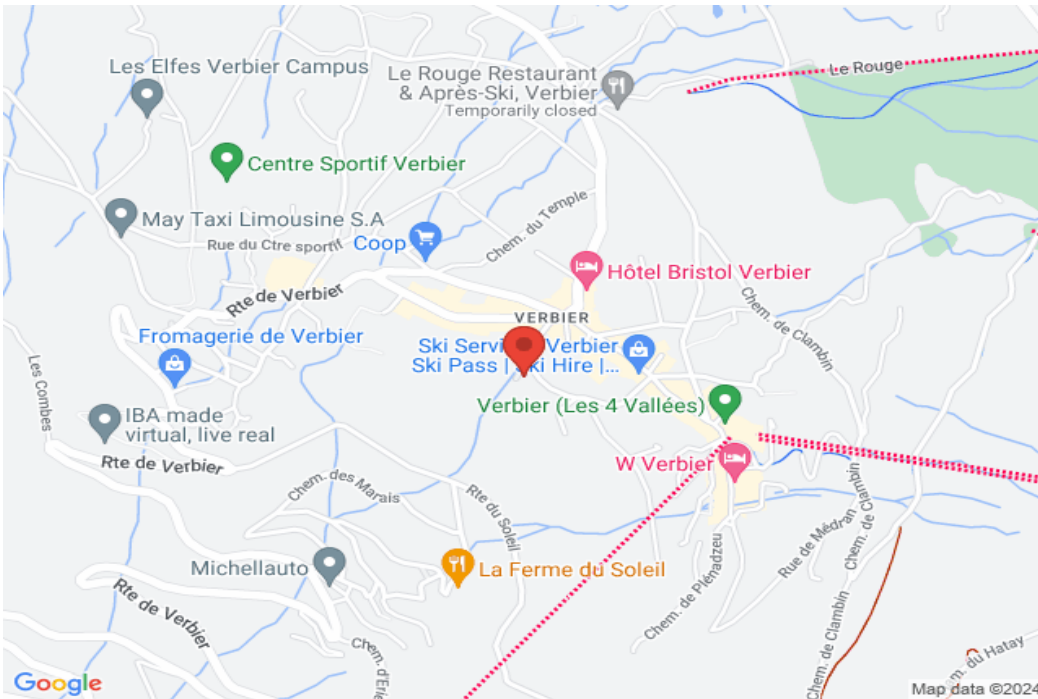 Les Elfes Verbier Campus
Le Rouge Restaurant
& Après-Ski, Verbier
Temporarily closed
Le Rouge
Centre Sportif Verbier
May Taxi Limousine S.A
Rue du Ctre sportif
Coop
Chem. du Temple
Hôtel Bristol Verbier
Rte de Verbier
VERBIER
Chem. de Clambin
Fromagerie de Verbier
Ski Servi Verbier
Ski Pass | Ski Hire |...
Les Combes
Verbier (Les 4 Vallées)
IBA made
virtual, live real
Rte de Verbier
W Verbier
Chem. des Marais
Rte du Soleil
Rue de Médran
Chem. de Clambin
Michellauto
La Ferme du Soleil
Chem. de Plénadzeu
Rte de Verbier
Chem. d'Eri
Chem. de Clambin
em. du Hatay
Google
Map data ©2024